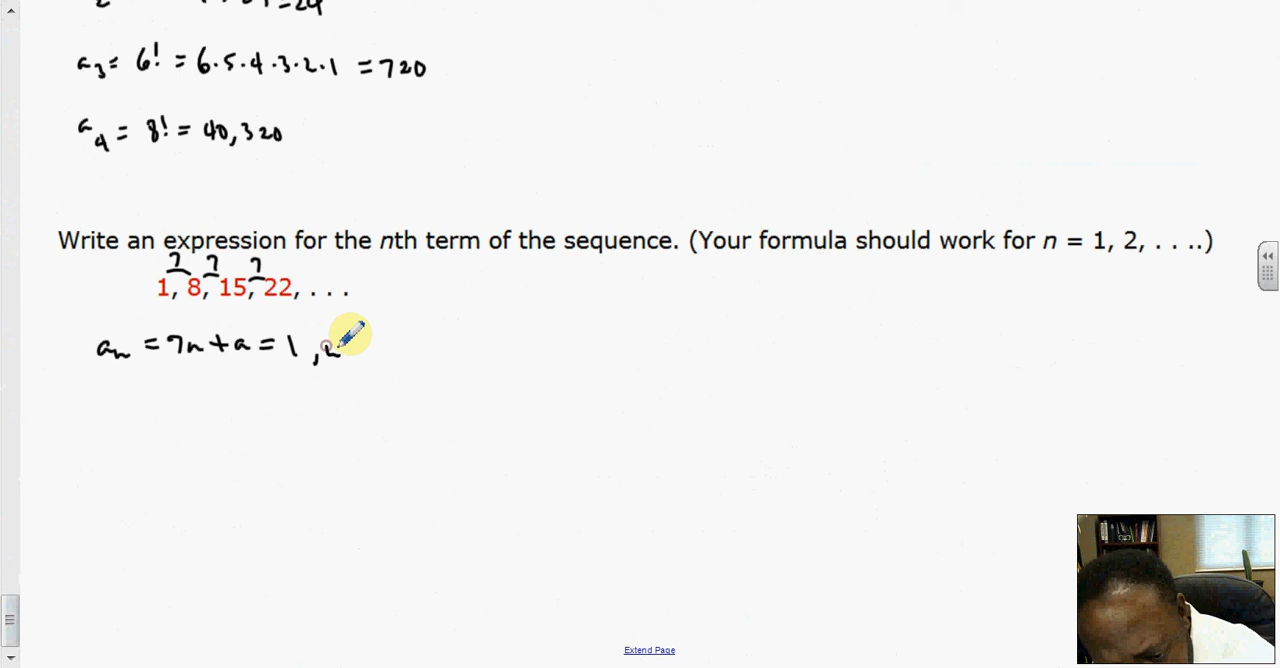 = 24
a₃ = 6! = 6·5·4·3·2·1 = 720
a₄ = 8! = 40,320
Write an expression for the nth term of the sequence. (Your formula should work for n = 1, 2, . . ..)
7 7 7
1, 8, 15, 22, . . .
aₙ = 7n + a = 1 , n
Extend Page